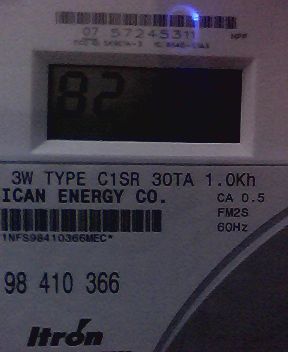 07 57245311
82
3W TYPE C1SR 30TA 1.0Kh
ICAN ENERGY CO.
CA 0.5
FM2S
60Hz
1NFS98410366MEC*
98 410 366
Itrón